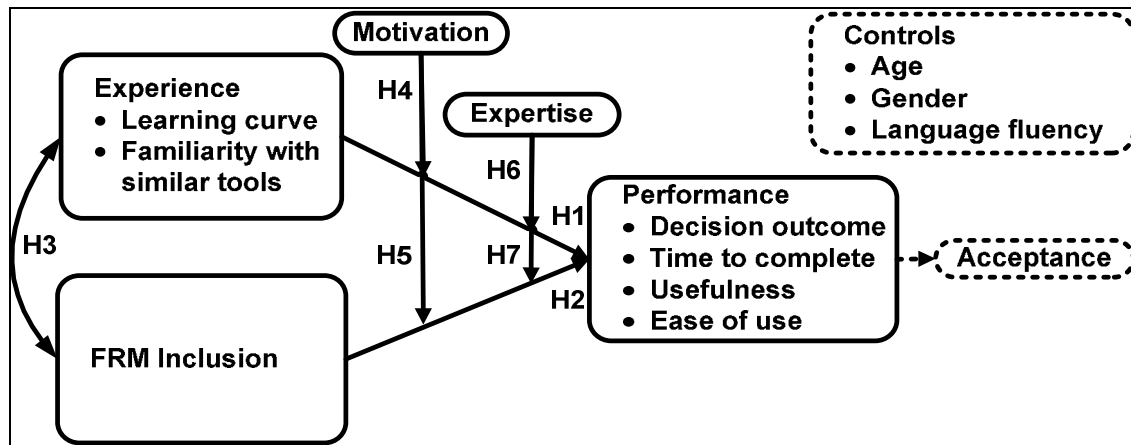 Motivation
Controls
• Age
• Gender
• Language fluency
Experience
• Learning curve
• Familiarity with
similar tools
H4
Expertise
H6
H1
H3
H5
H7
H2
Performance
• Decision outcome
• Time to complete
• Usefulness
• Ease of use
Acceptance
FRM Inclusion